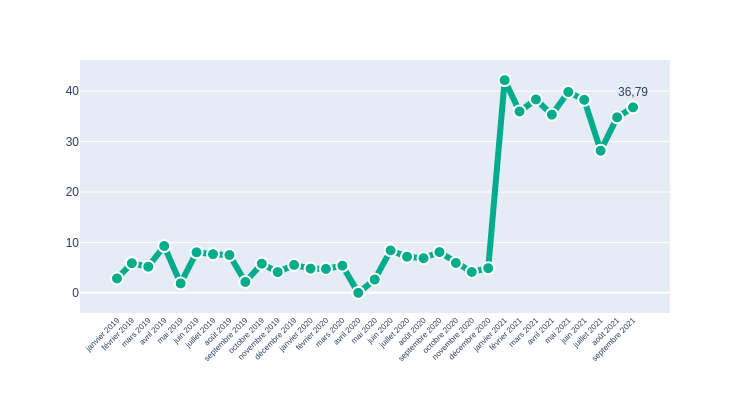 36,79
40
30
20
10
0
janvier 2019
février 2019
mars 2019
avril 2019
mai 2019
juin 2019
juillet 2019
août 2019
septembre 2019
octobre 2019
novembre 2019
décembre 2019
janvier 2020
février 2020
mars 2020
avril 2020
mai 2020
juin 2020
juillet 2020
août 2020
septembre 2020
octobre 2020
novembre 2020
décembre 2020
janvier 2021
février 2021
mars 2021
avril 2021
mai 2021
juin 2021
juillet 2021
août 2021
septembre 2021